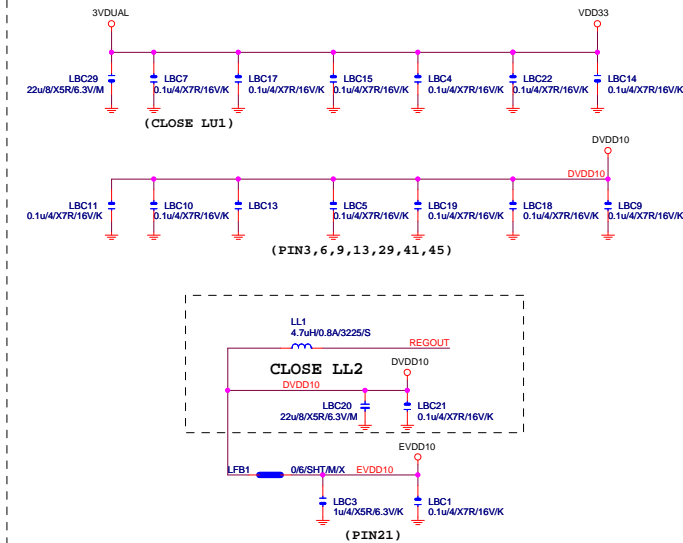 3VDUAL
VDD33
LBC29
22u/8/X5R/6.3V/M
LBC7
0.1u/4/X7R/16V/K
LBC17
0.1u/4/X7R/16V/K
LBC15
0.1u/4/X7R/16V/K
LBC4
0.1u/4/X7R/16V/K
LBC22
0.1u/4/X7R/16V/K
LBC14
0.1u/4/X7R/16V/K
(CLOSE LU1)
DVDD10
DVDD10
LBC11
0.1u/4/X7R/16V/K
LBC10
0.1u/4/X7R/16V/K
LBC13
LBC5
0.1u/4/X7R/16V/K
LBC19
0.1u/4/X7R/16V/K
LBC18
0.1u/4/X7R/16V/K
LBC9
0.1u/4/X7R/16V/K
(PIN3,6,9,13,29,41,45)
LL1
4.7uH/0.8A/3225/S
REGOUT
CLOSE LL2
DVDD10
DVDD10
LBC20
22u/8/X5R/6.3V/M
LBC21
0.1u/4/X7R/16V/K
EVDD10
LFB1
0/6/SHT/M/X
EVDD10
LBC3
1u/4/X5R/6.3V/K
LBC1
0.1u/4/X7R/16V/K
(PIN21)